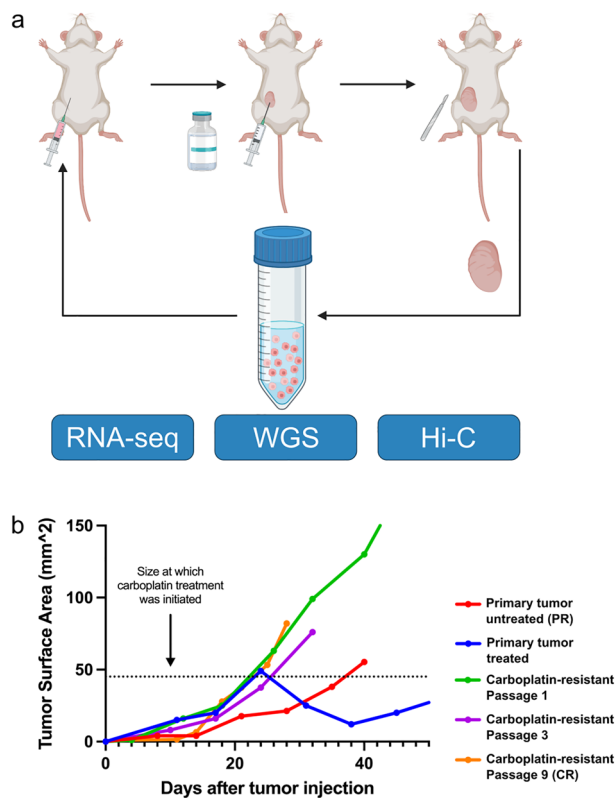 a
RNA-seq
WGS
Hi-C
b
Tumor Surface Area (mm^2)
150
100
50
0
Size at which
carboplatin treatment
was initiated
0
20
40
Days after tumor injection
Primary tumor
untreated (PR)
Primary tumor
treated
Carboplatin-resistant
Passage 1
Carboplatin-resistant
Passage 3
Carboplatin-resistant
Passage 9 (CR)